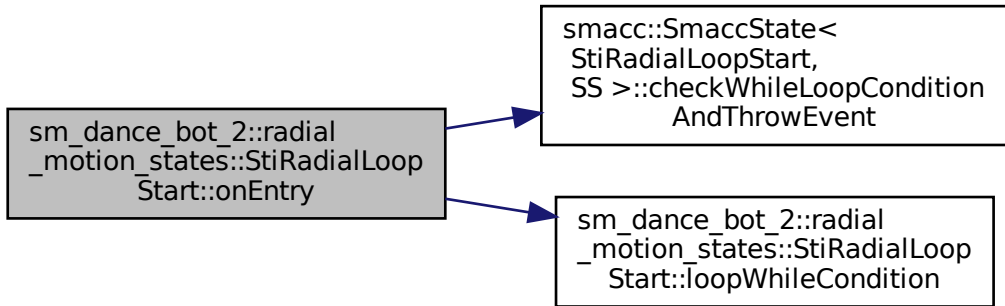 sm_dance_bot_2::radial
_motion_states::StiRadialLoop
Start::onEntry
smacc::SmaccState<
StiRadialLoopStart,
SS >::checkWhileLoopCondition
AndThrowEvent
sm_dance_bot_2::radial
_motion_states::StiRadialLoop
Start::loopWhileCondition